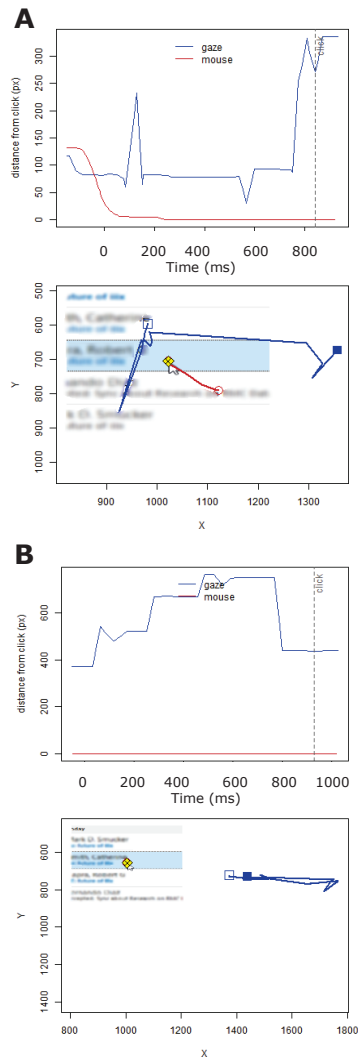 A
gaze
mouse
click
distance from click (px)
300
250
200
150
100
50
0
0 200 400 600 800
Time (ms)
500
600
700
800
900
1000
Y
900 1000 1100 1200 1300
X
B
gaze
mouse
click
distance from click (px)
600
400
200
0
0 200 400 600 800 1000
Time (ms)
600
800
1000
1200
1400
Y
800 1000 1200 1400 1600 1800
X